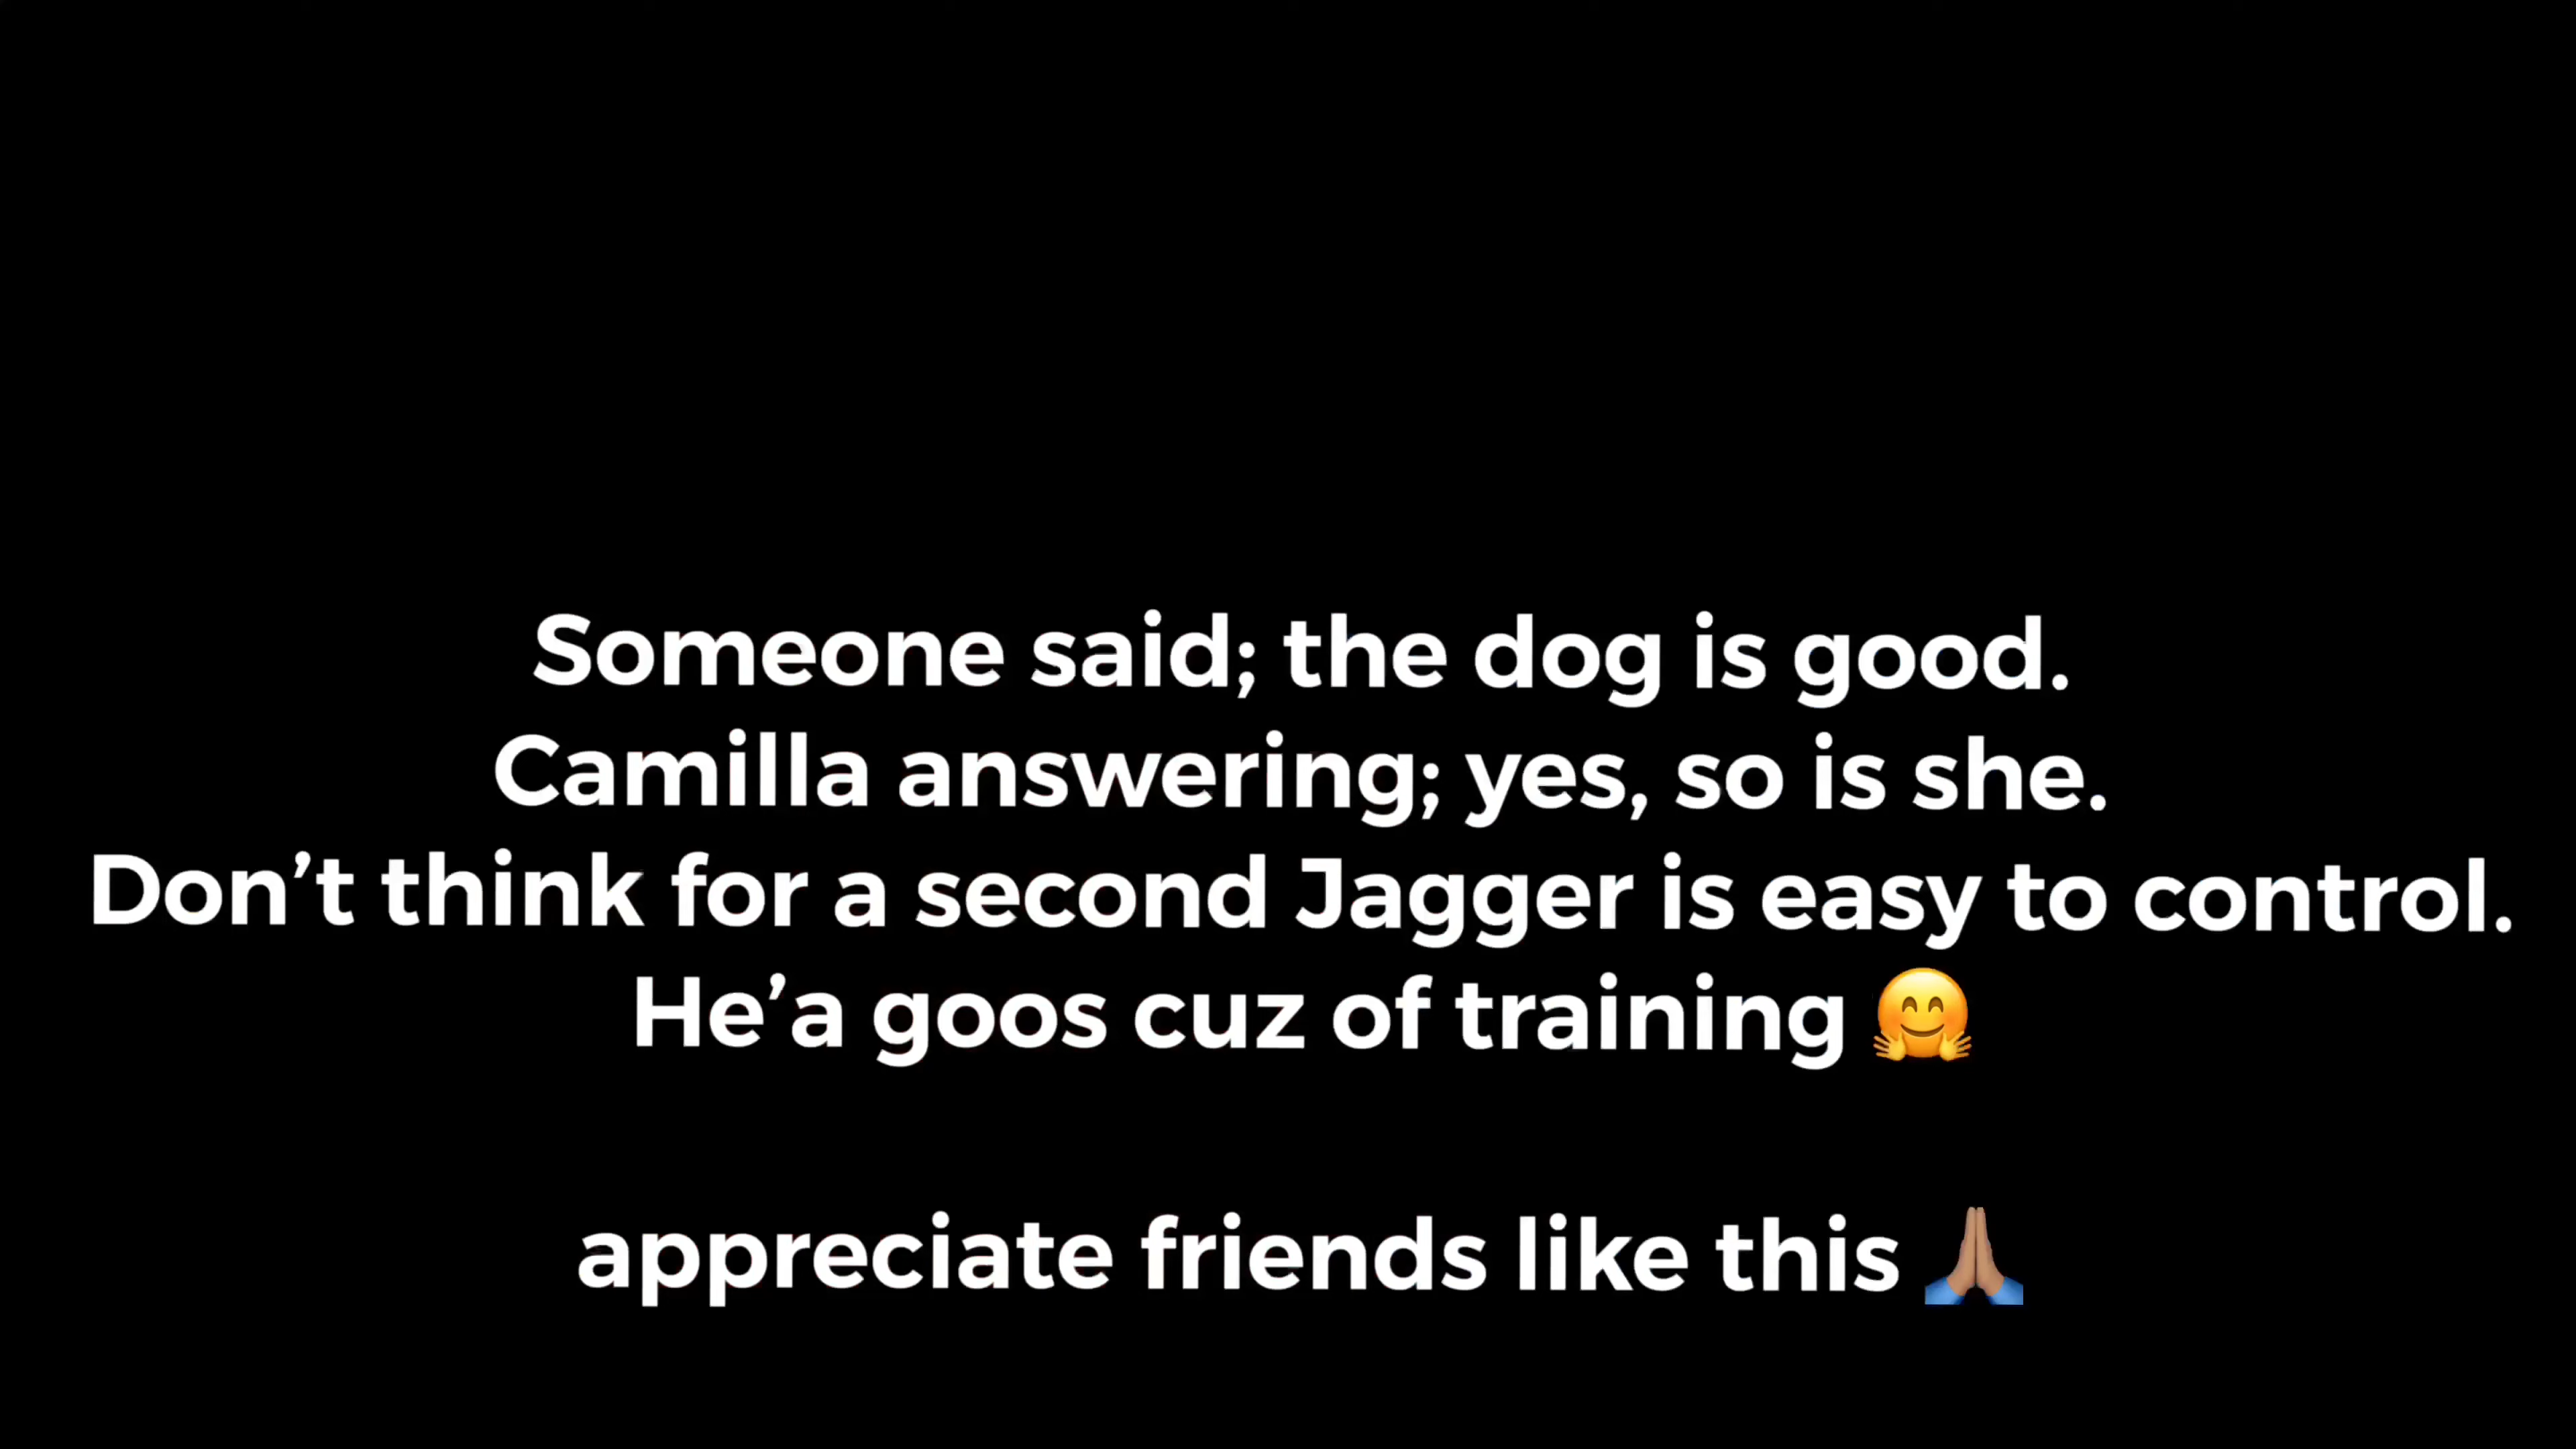 Someone said; the dog is good.
Camilla answering; yes, so is she.
Don’t think for a second Jagger is easy to control.
He’a goos cuz of training 🤗
appreciate friends like this 🙏🏽